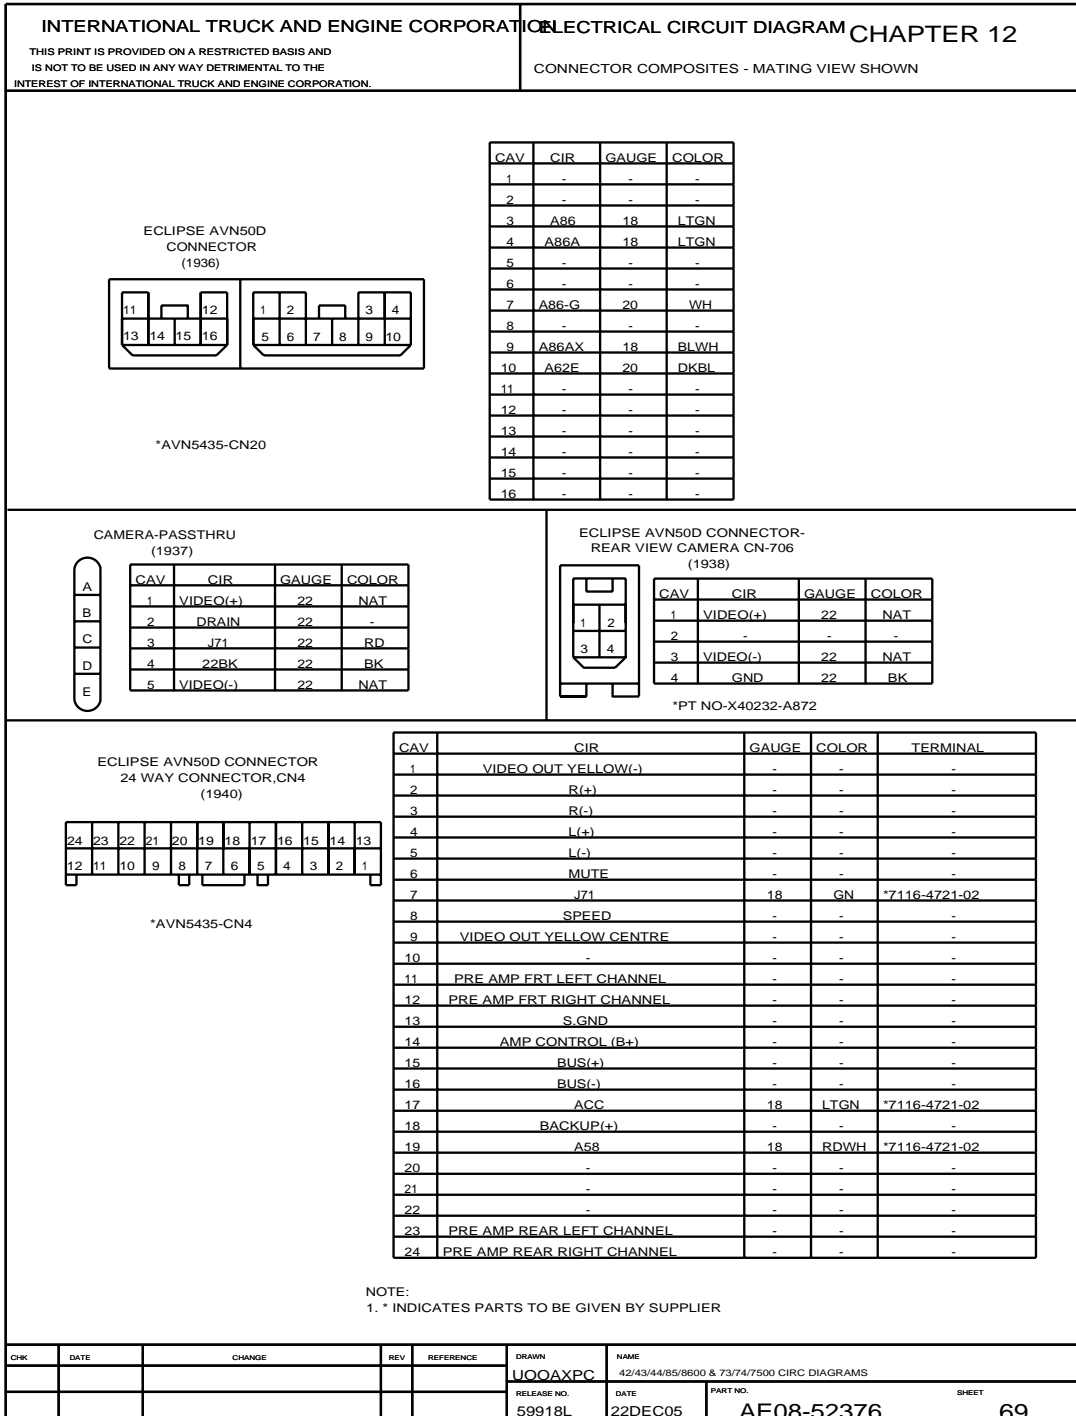 INTERNATIONAL TRUCK AND ENGINE CORPORATION
THIS PRINT IS PROVIDED ON A RESTRICTED BASIS AND
IS NOT TO BE USED IN ANY WAY DETRIMENTAL TO THE
INTEREST OF INTERNATIONAL TRUCK AND ENGINE CORPORATION.
ELECTRICAL CIRCUIT DIAGRAM CHAPTER 12
CONNECTOR COMPOSITES - MATING VIEW SHOWN
ECLIPSE AVN50D
CONNECTOR
(1936)
11 12 1 2 3 4
13 14 15 16 5 6 7 8 9 10
*AVN5435-CN20
CAV CIR GAUGE COLOR
1 - - -
2 - - -
3 A86 18 LTGN
4 A86A 18 LTGN
5 - - -
6 - - -
7 A86-G 20 WH
8 - - -
9 A86AX 18 BLWH
10 A62E 20 DKBL
11 - - -
12 - - -
13 - - -
14 - - -
15 - - -
16 - - -
CAMERA-PASSTHRU
(1937)
A
B
C
D
E
CAV CIR GAUGE COLOR
1 VIDEO(+) 22 NAT
2 DRAIN 22 -
3 J71 22 RD
4 22BK 22 BK
5 VIDEO(-) 22 NAT
ECLIPSE AVN50D CONNECTOR-
REAR VIEW CAMERA CN-706
(1938)
1 2
3 4
CAV CIR GAUGE COLOR
1 VIDEO(+) 22 NAT
2 - - -
3 VIDEO(-) 22 NAT
4 GND 22 BK
*PT NO-X40232-A872
ECLIPSE AVN50D CONNECTOR
24 WAY CONNECTOR,CN4
(1940)
24 23 22 21 20 19 18 17 16 15 14 13
12 11 10 9 8 7 6 5 4 3 2 1
*AVN5435-CN4
CAV CIR GAUGE COLOR TERMINAL
1 VIDEO OUT YELLOW(-) - - -
2 R(+) - - -
3 R(-) - - -
4 L(+) - - -
5 L(-) - - -
6 MUTE - - -
7 J71 18 GN *7116-4721-02
8 SPEED - - -
9 VIDEO OUT YELLOW CENTRE - - -
10 - - - -
11 PRE AMP FRT LEFT CHANNEL - - -
12 PRE AMP FRT RIGHT CHANNEL - - -
13 S.GND - - -
14 AMP CONTROL (B+) - - -
15 BUS(+) - - -
16 BUS(-) - - -
17 ACC 18 LTGN *7116-4721-02
18 BACKUP(+) - - -
19 A58 18 RDWH *7116-4721-02
20 - - - -
21 - - - -
22 - - - -
23 PRE AMP REAR LEFT CHANNEL - - -
24 PRE AMP REAR RIGHT CHANNEL - - -
NOTE:
1. * INDICATES PARTS TO BE GIVEN BY SUPPLIER
CHK DATE CHANGE REV REFERENCE
DRAWN
UOOAXPC
NAME
42/43/44/85/8600 & 73/74/7500 CIRC DIAGRAMS
RELEASE NO.
59918L
DATE
22DEC05
PART NO.
AE08-52376
SHEET
69